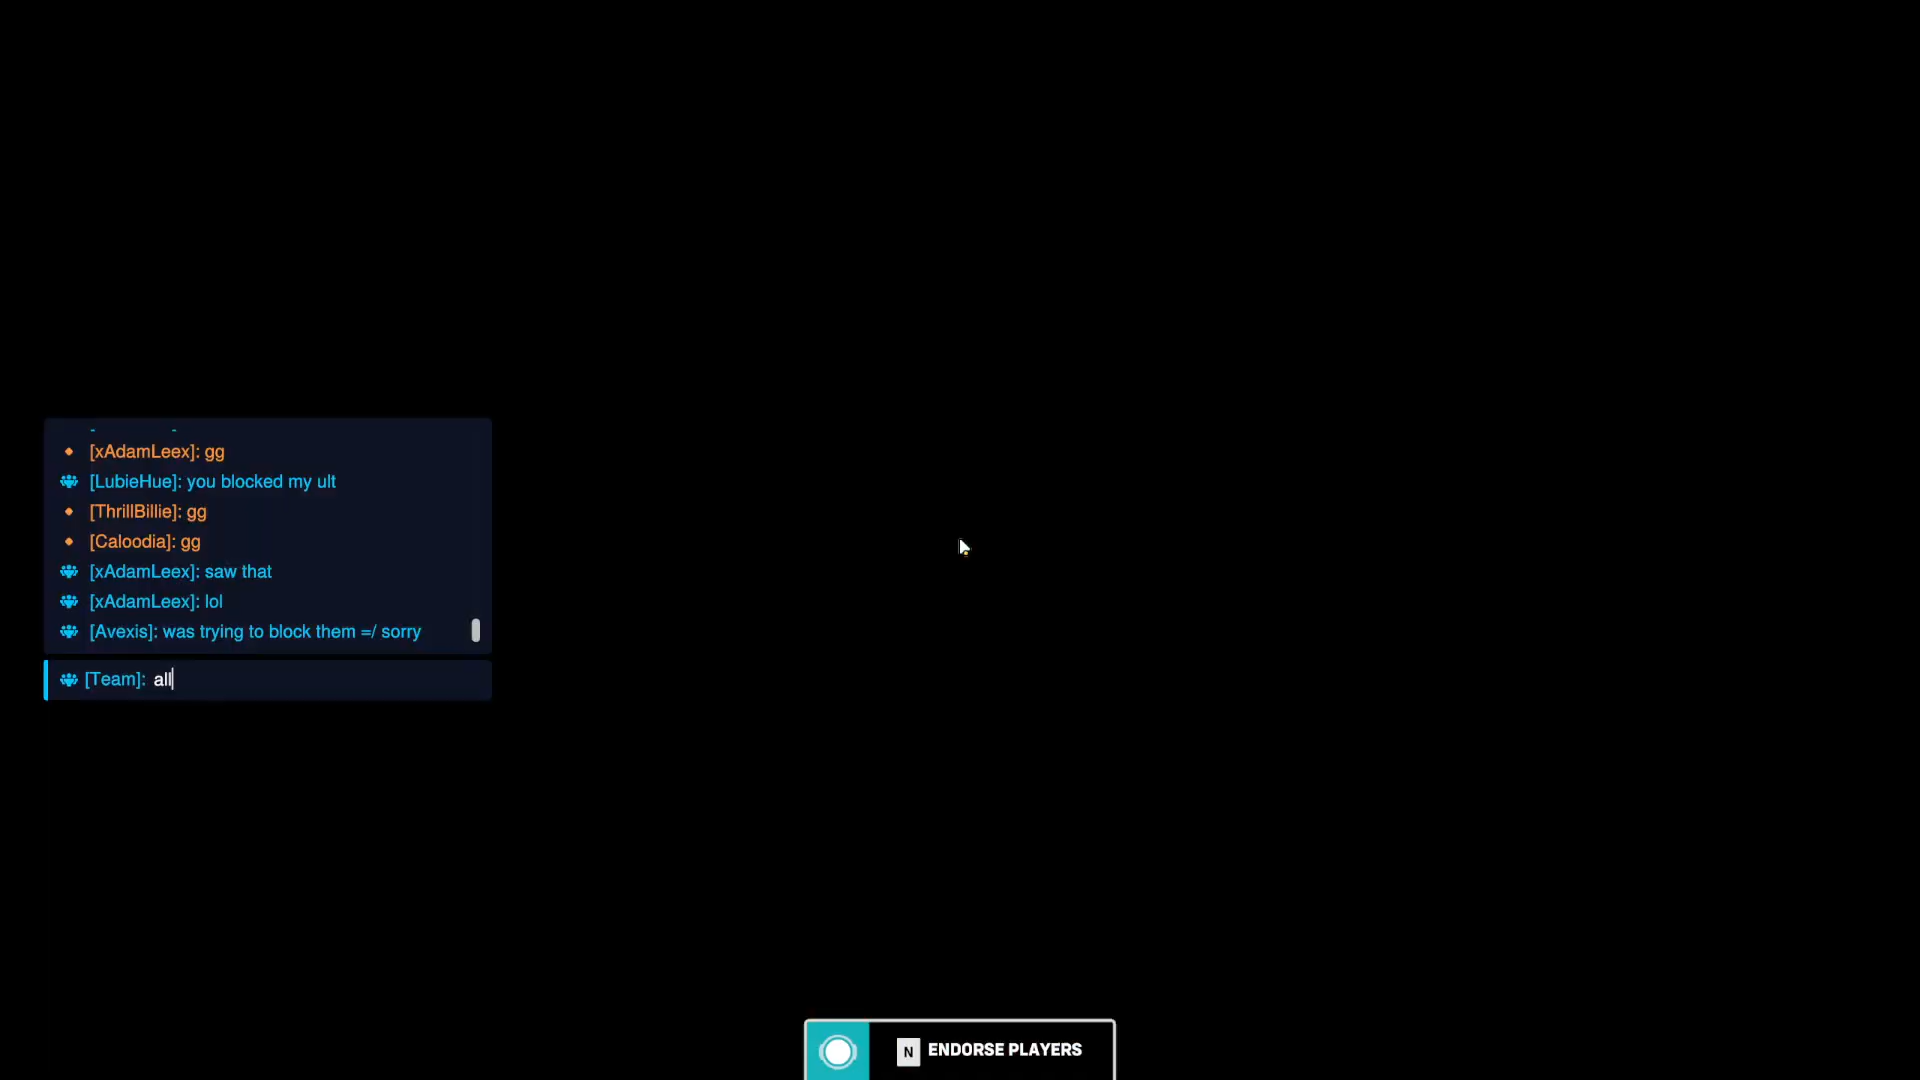 [xAdamLeex]: gg
[LubieHue]: you blocked my ult
[ThrillBillie]: gg
[Caloodia]: gg
[xAdamLeex]: saw that
[xAdamLeex]: lol
[Avexis]: was trying to block them =/ sorry
[Team]: all
N ENDORSE PLAYERS